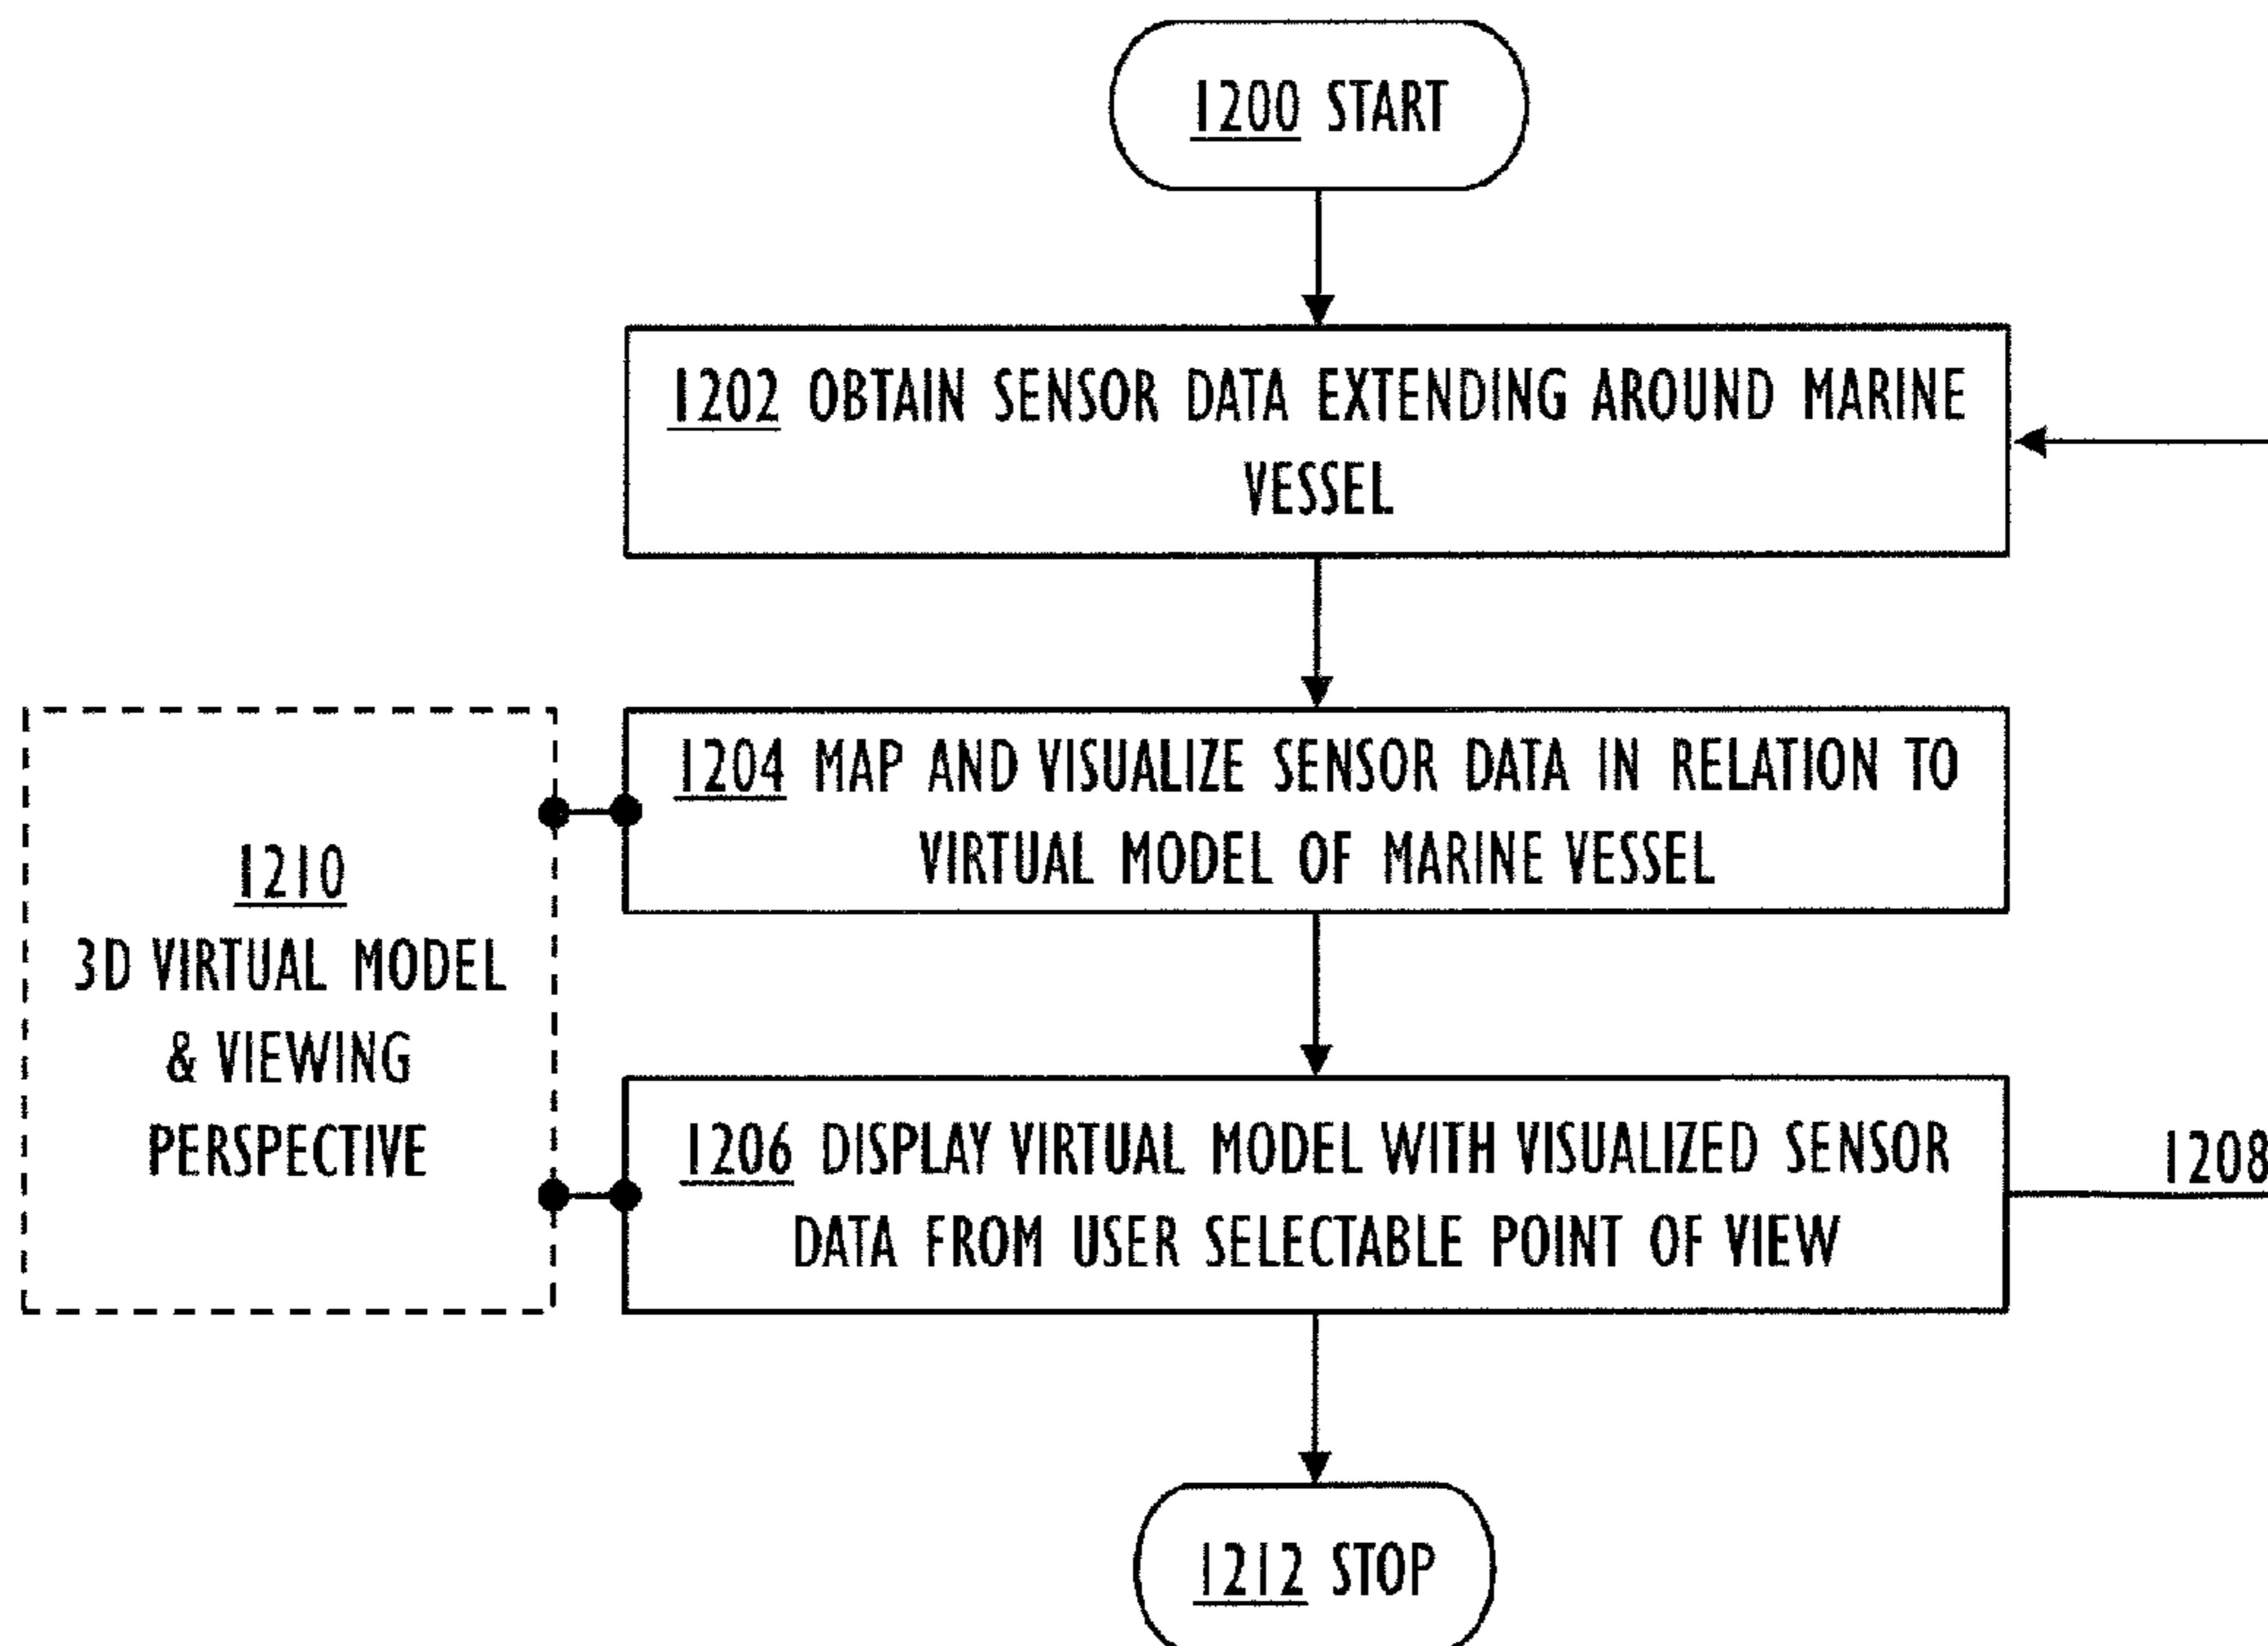 1200 START
1202 OBTAIN SENSOR DATA EXTENDING AROUND MARINE
VESSEL
1204 MAP AND VISUALIZE SENSOR DATA IN RELATION TO
VIRTUAL MODEL OF MARINE VESSEL
1210
3D VIRTUAL MODEL
& VIEWING
PERSPECTIVE
1206 DISPLAY VIRTUAL MODEL WITH VISUALIZED SENSOR
DATA FROM USER SELECTABLE POINT OF VIEW
1208
1212 STOP